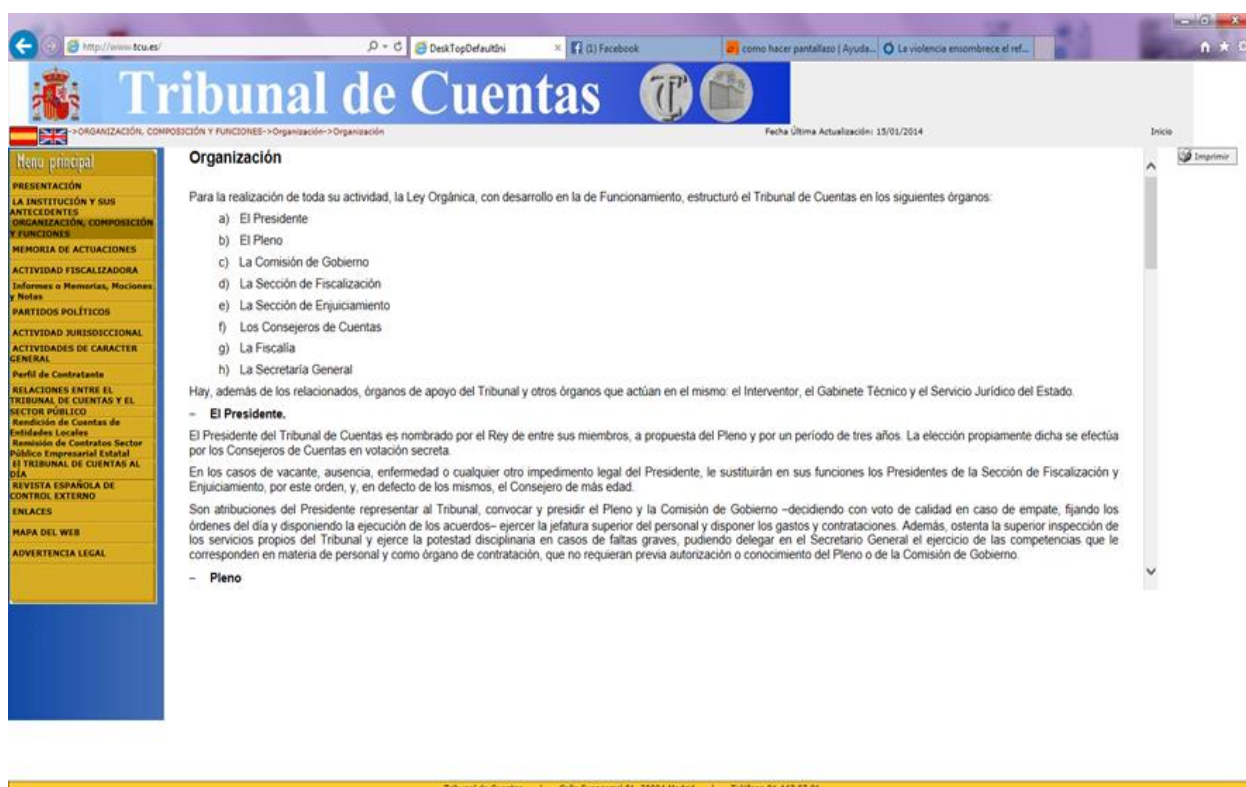 http://www.tcu.es/
DeskTopDefaultIni
(1) Facebook
como hacer pantallazo | Ayuda...
La violencia ensombrece el ref...
Tribunal de Cuentas
->ORGANIZACIÓN, COMPOSICIÓN Y FUNCIONES->Organización->Organización
Fecha Última Actualización: 15/01/2014
Inicio
Imprimir
Menu principal
PRESENTACIÓN
LA INSTITUCIÓN Y SUS
ANTECEDENTES
ORGANIZACIÓN, COMPOSICIÓN
Y FUNCIONES
MEMORIA DE ACTUACIONES
ACTIVIDAD FISCALIZADORA
Informes o Memorias, Mociones
y Notas
PARTIDOS POLÍTICOS
ACTIVIDAD JURISDICCIONAL
ACTIVIDADES DE CARACTER
GENERAL
Perfil de Contratante
RELACIONES ENTRE EL
TRIBUNAL DE CUENTAS Y EL
SECTOR PÚBLICO
Rendición de Cuentas de
Entidades Locales
Remisión de Contratos Sector
Público Empresarial Estatal
El TRIBUNAL DE CUENTAS AL
DÍA
REVISTA ESPAÑOLA DE
CONTROL EXTERNO
ENLACES
MAPA DEL WEB
ADVERTENCIA LEGAL
Organización
Para la realización de toda su actividad, la Ley Orgánica, con desarrollo en la de Funcionamiento, estructuró el Tribunal de Cuentas en los siguientes órganos:
a) El Presidente
b) El Pleno
c) La Comisión de Gobierno
d) La Sección de Fiscalización
e) La Sección de Enjuiciamiento
f) Los Consejeros de Cuentas
g) La Fiscalía
h) La Secretaría General
Hay, además de los relacionados, órganos de apoyo del Tribunal y otros órganos que actúan en el mismo: el Interventor, el Gabinete Técnico y el Servicio Jurídico del Estado.
– El Presidente.
El Presidente del Tribunal de Cuentas es nombrado por el Rey de entre sus miembros, a propuesta del Pleno y por un período de tres años. La elección propiamente dicha se efectúa
por los Consejeros de Cuentas en votación secreta.
En los casos de vacante, ausencia, enfermedad o cualquier otro impedimento legal del Presidente, le sustituirán en sus funciones los Presidentes de la Sección de Fiscalización y
Enjuiciamiento, por este orden, y, en defecto de los mismos, el Consejero de más edad.
Son atribuciones del Presidente representar al Tribunal, convocar y presidir el Pleno y la Comisión de Gobierno –decidiendo con voto de calidad en caso de empate, fijando los
órdenes del día y disponiendo la ejecución de los acuerdos– ejercer la jefatura superior del personal y disponer los gastos y contrataciones. Además, ostenta la superior inspección de
los servicios propios del Tribunal y ejerce la potestad disciplinaria en casos de faltas graves, pudiendo delegar en el Secretario General el ejercicio de las competencias que le
corresponden en materia de personal y como órgano de contratación, que no requieran previa autorización o conocimiento del Pleno o de la Comisión de Gobierno.
– Pleno